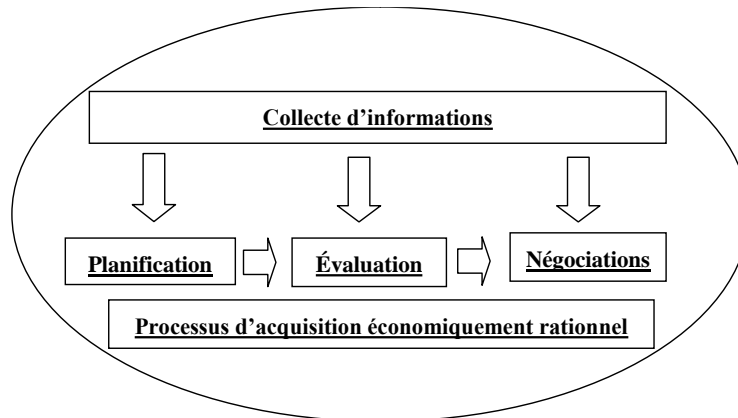 Collecte d’informations
Planification
Évaluation
Négociations
Processus d’acquisition économiquement rationnel